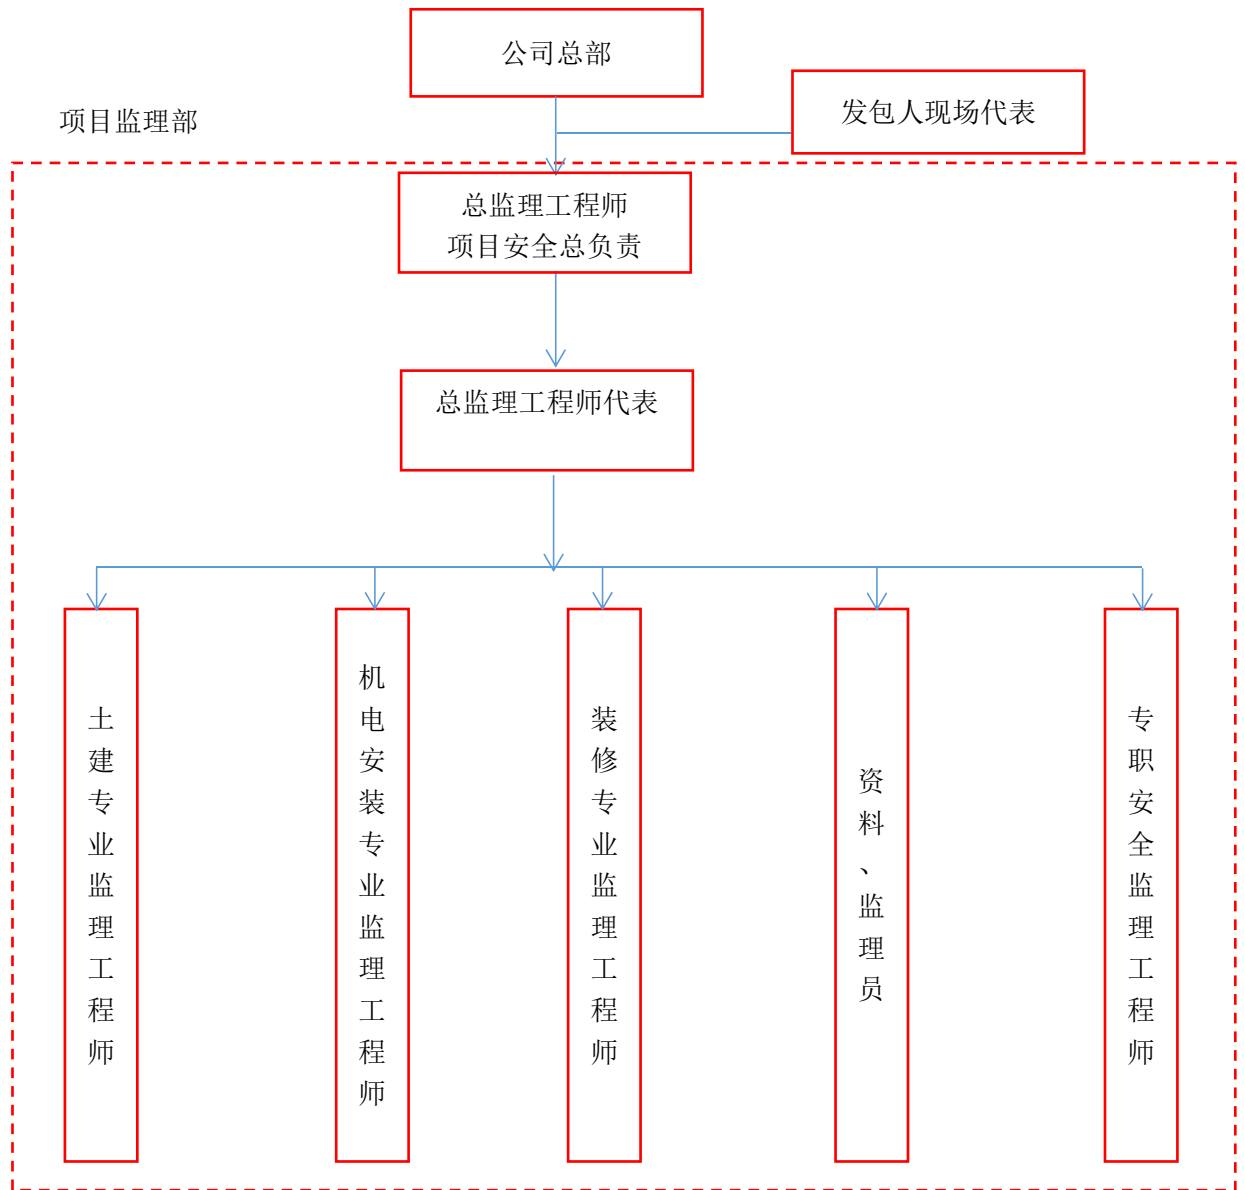 公司总部
发包人现场代表
项目监理部
总监理工程师
项目安全总负责
总监理工程师代表
土建专业监理工程师
机电安装专业监理工程师
装修专业监理工程师
资料、监理员
专职安全监理工程师